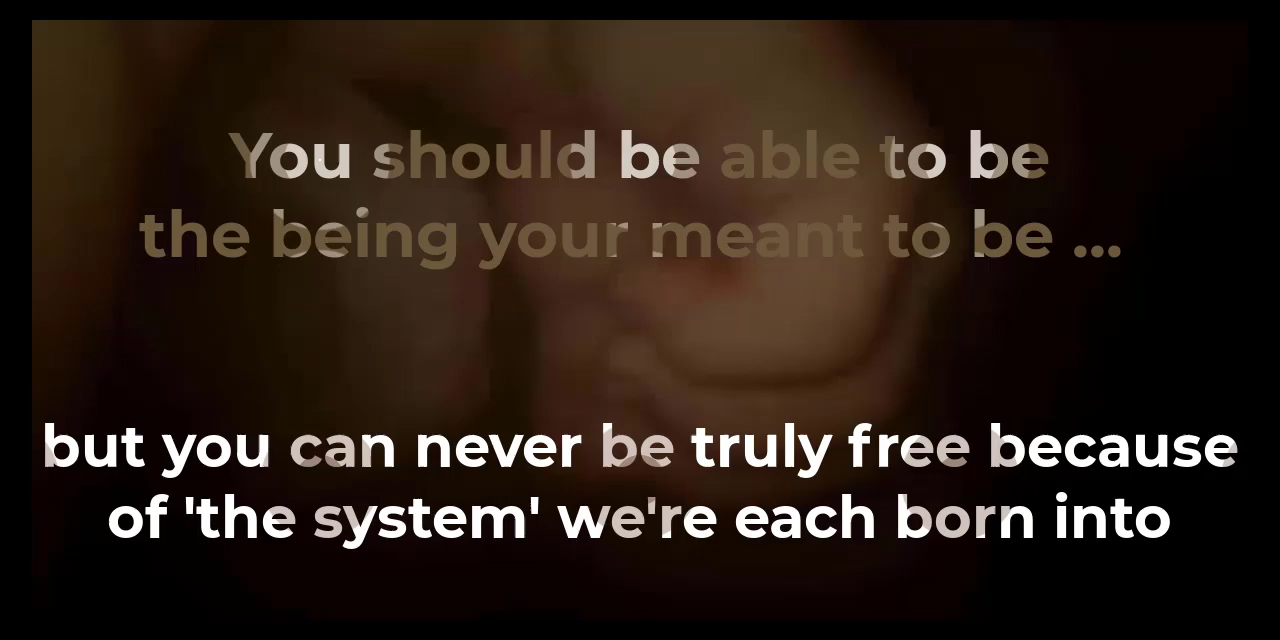 You should be able to be
the being your meant to be ...
but you can never be truly free because
of 'the system' we're each born into